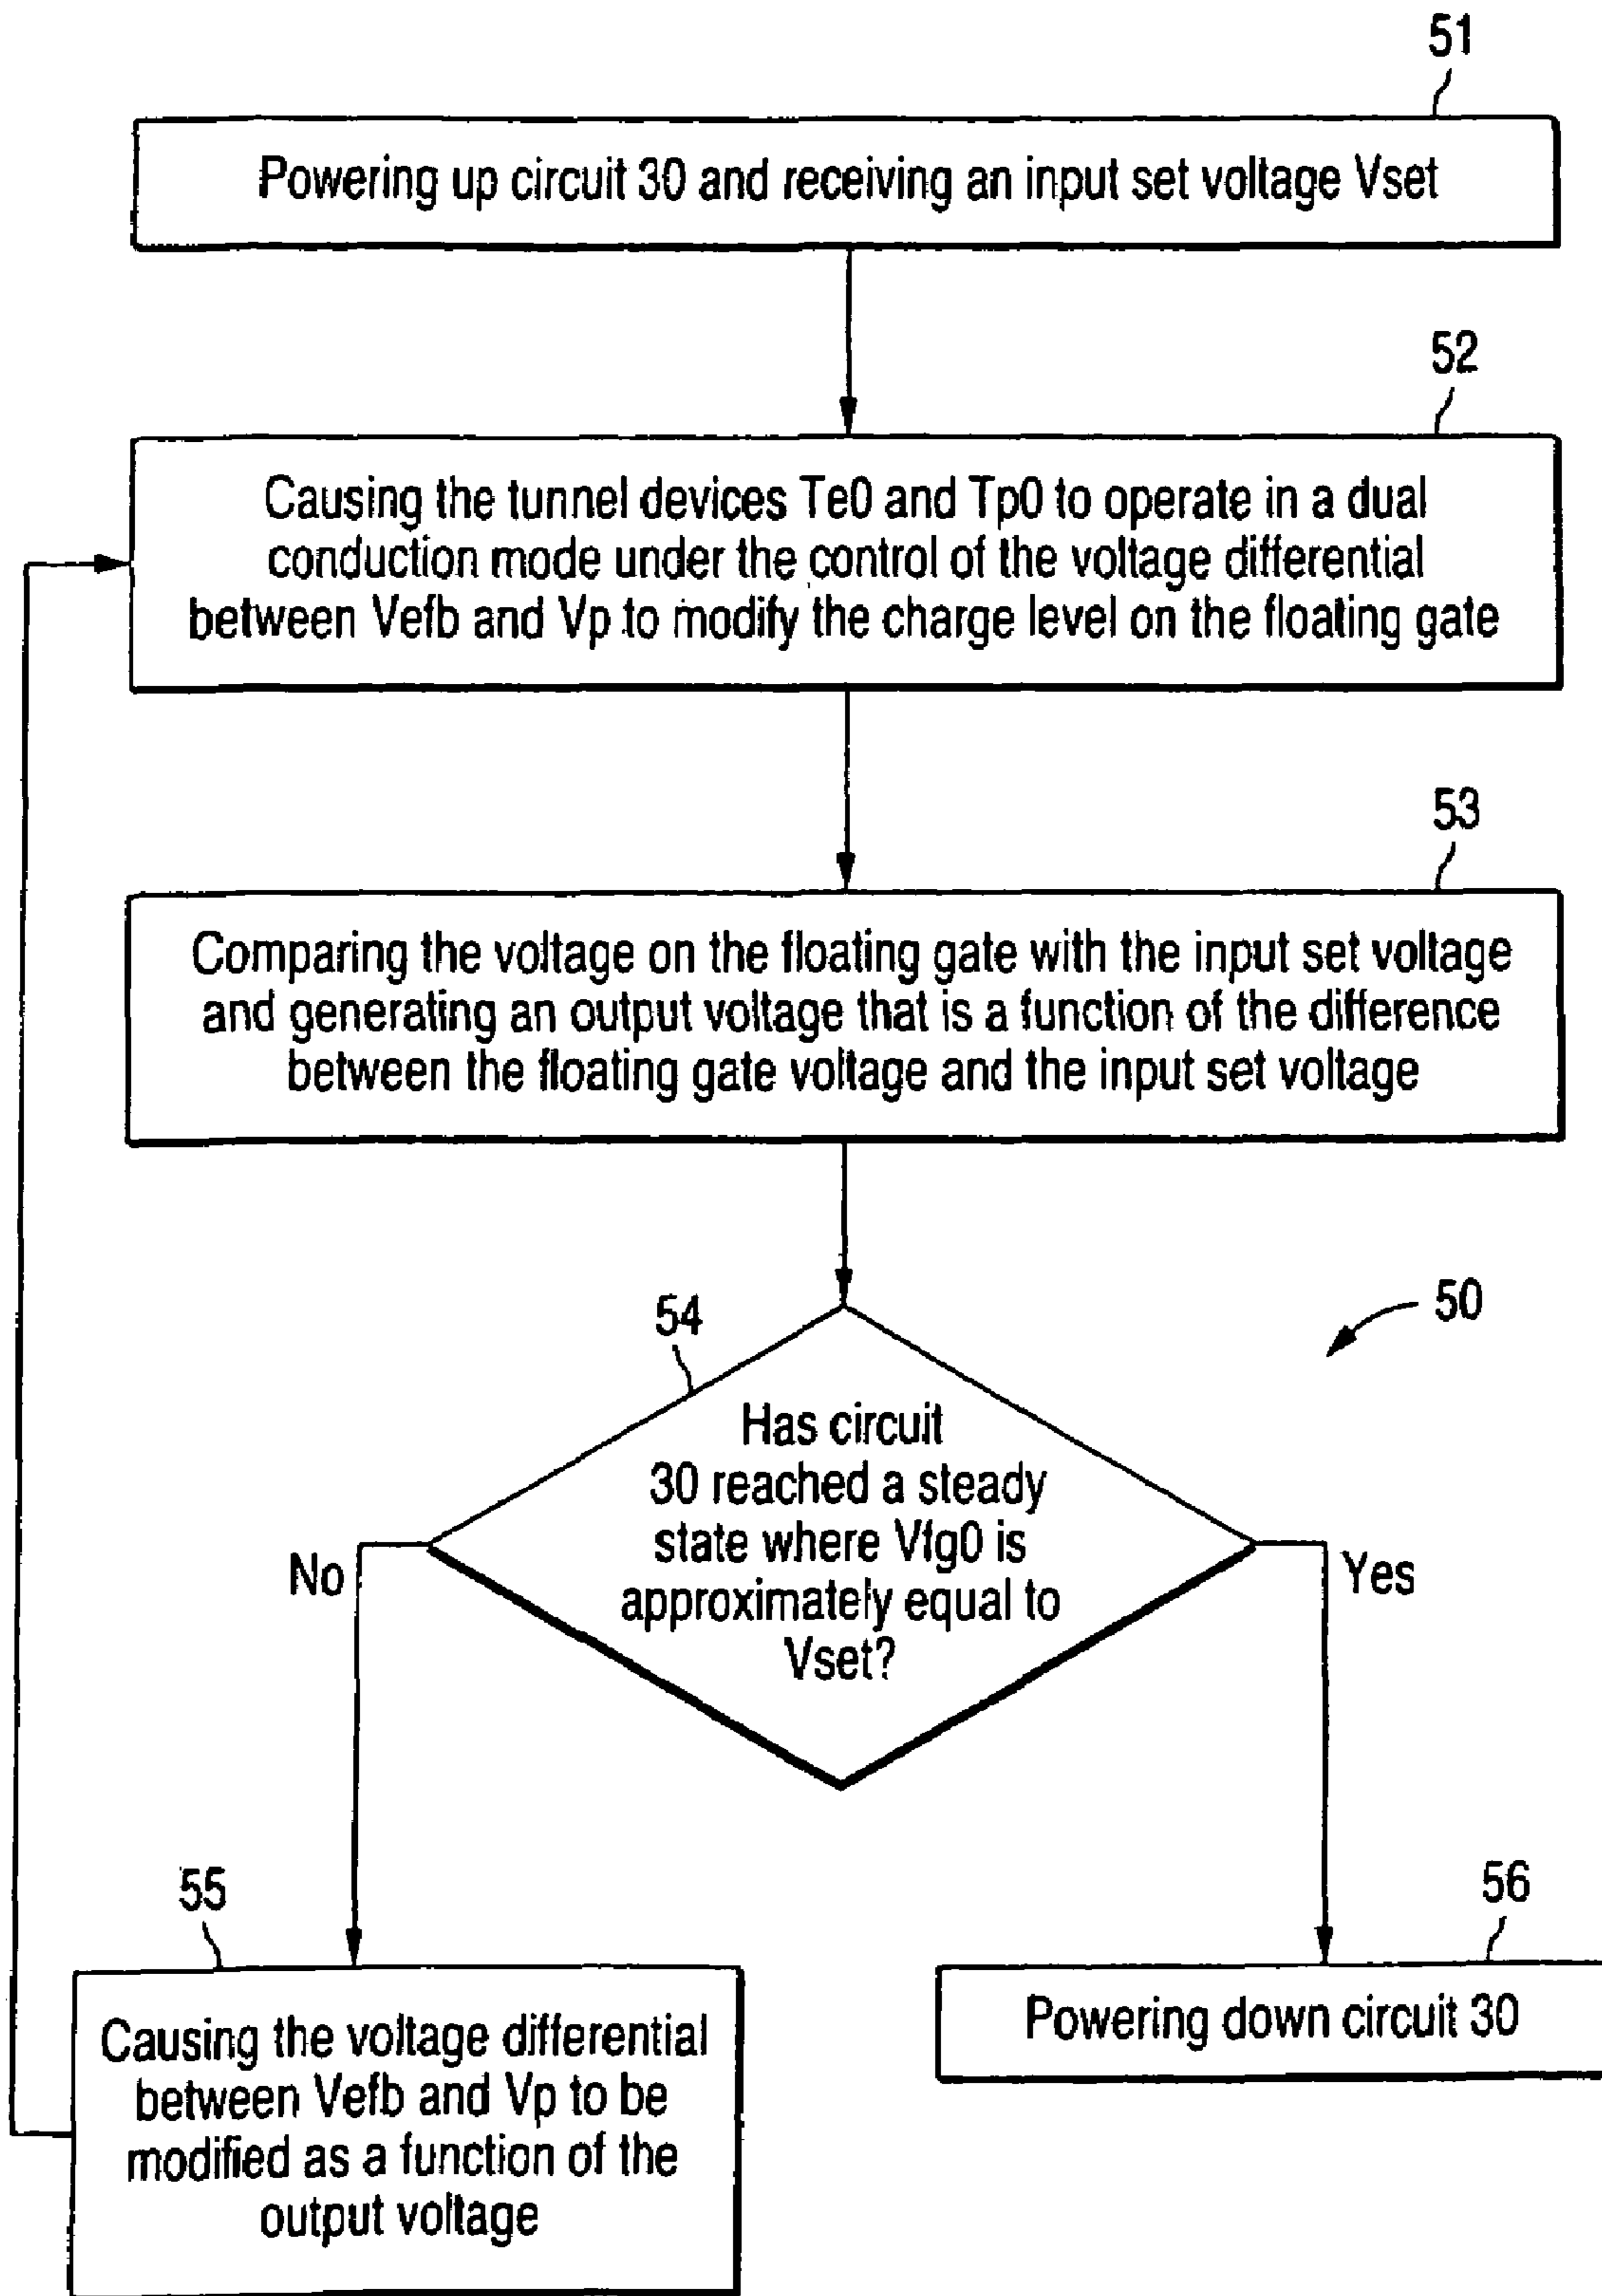 51
Powering up circuit 30 and receiving an input set voltage Vset
52
Causing the tunnel devices Te0 and Tp0 to operate in a dual
conduction mode under the control of the voltage differential
between Vefb and Vp to modify the charge level on the floating gate
53
Comparing the voltage on the floating gate with the input set voltage
and generating an output voltage that is a function of the difference
between the floating gate voltage and the input set voltage
50
54
Has circuit
30 reached a steady
state where Vfg0 is
approximately equal to
Vset?
No
Yes
55
Causing the voltage differential
between Vefb and Vp to be
modified as a function of the
output voltage
56
Powering down circuit 30